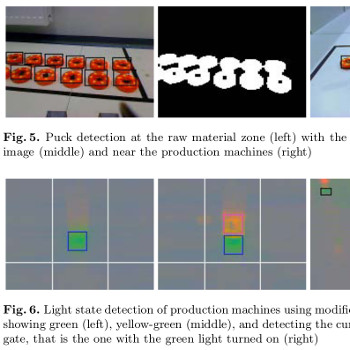 Fig. 5. Puck detection at the raw material zone (left) with the
image (middle) and near the production machines (right)
Fig. 6. Light state detection of production machines using
showing green (left), yellow-green (middle), and detecting the
gate, that is the one with the green light turned on (right)